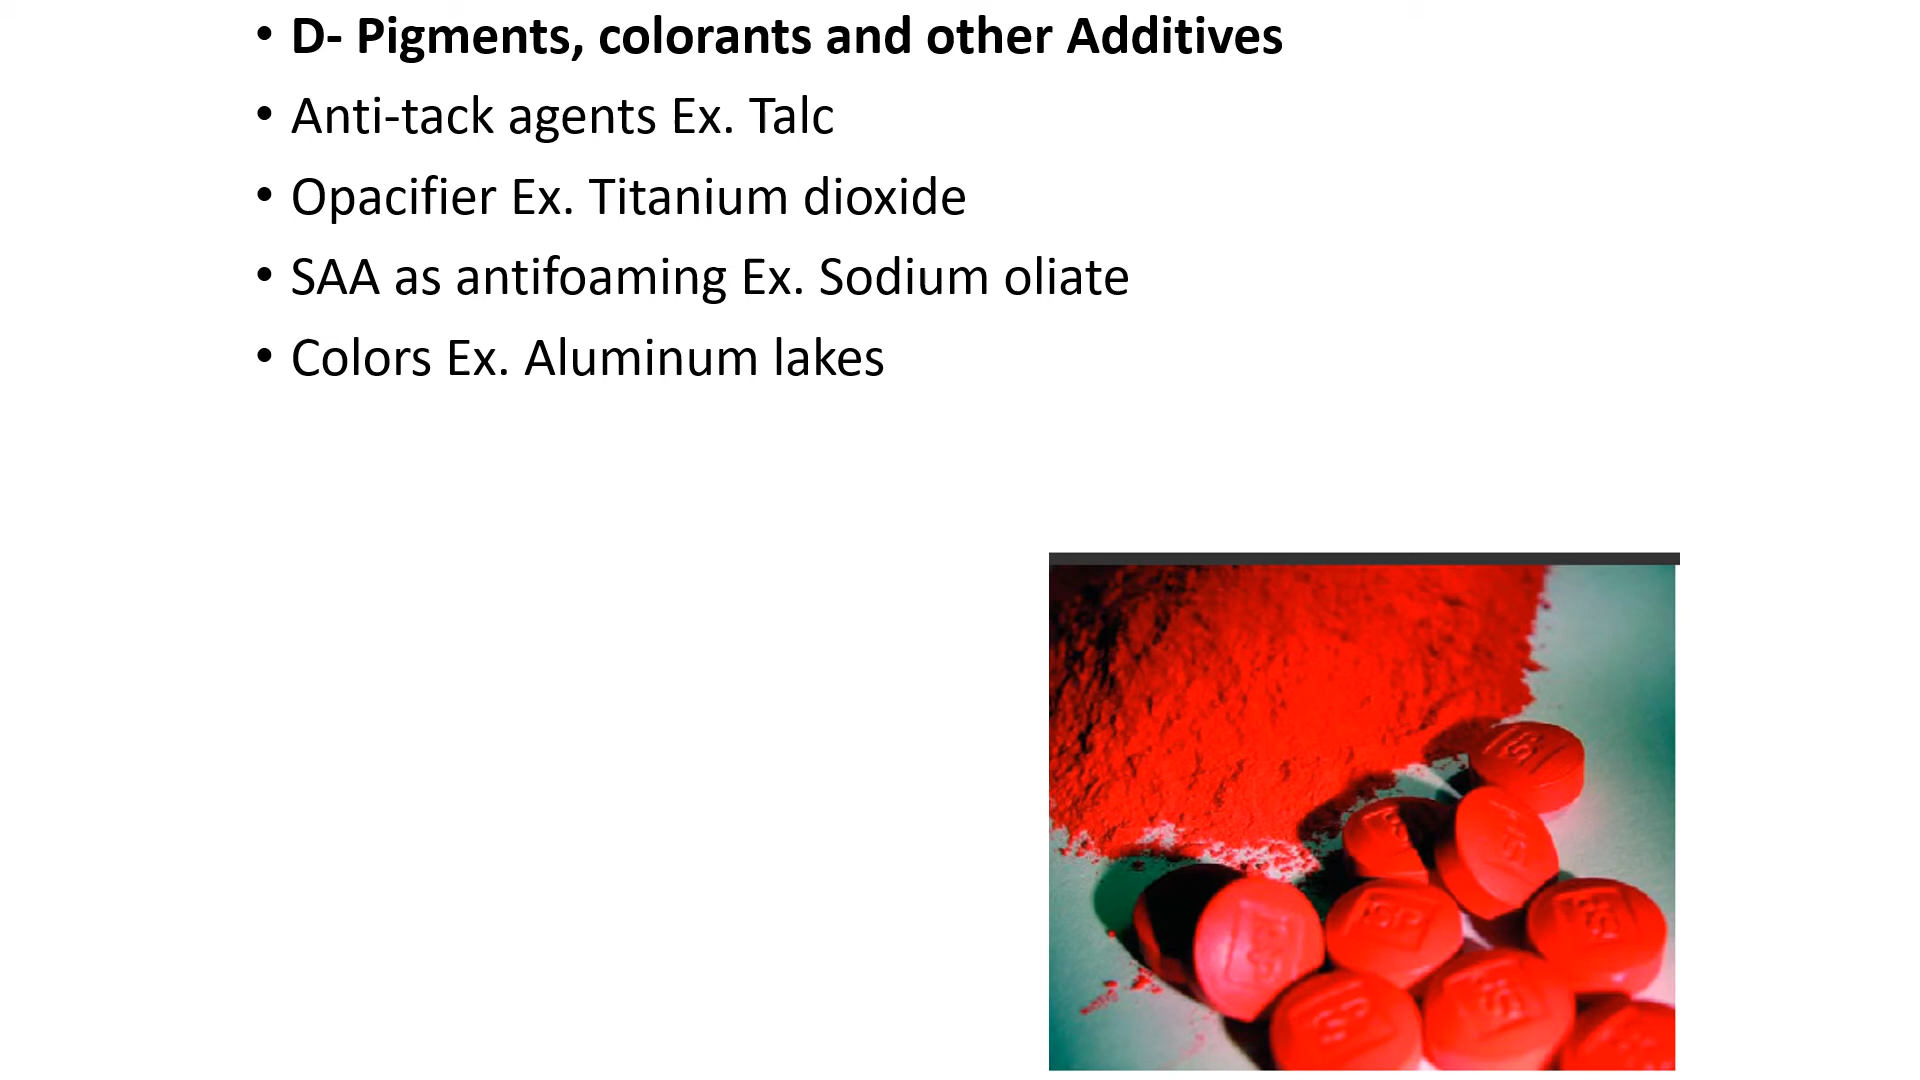 • D- Pigments, colorants and other Additives
• Anti-tack agents Ex. Talc
• Opacifier Ex. Titanium dioxide
• SAA as antifoaming Ex. Sodium oliate
• Colors Ex. Aluminum lakes